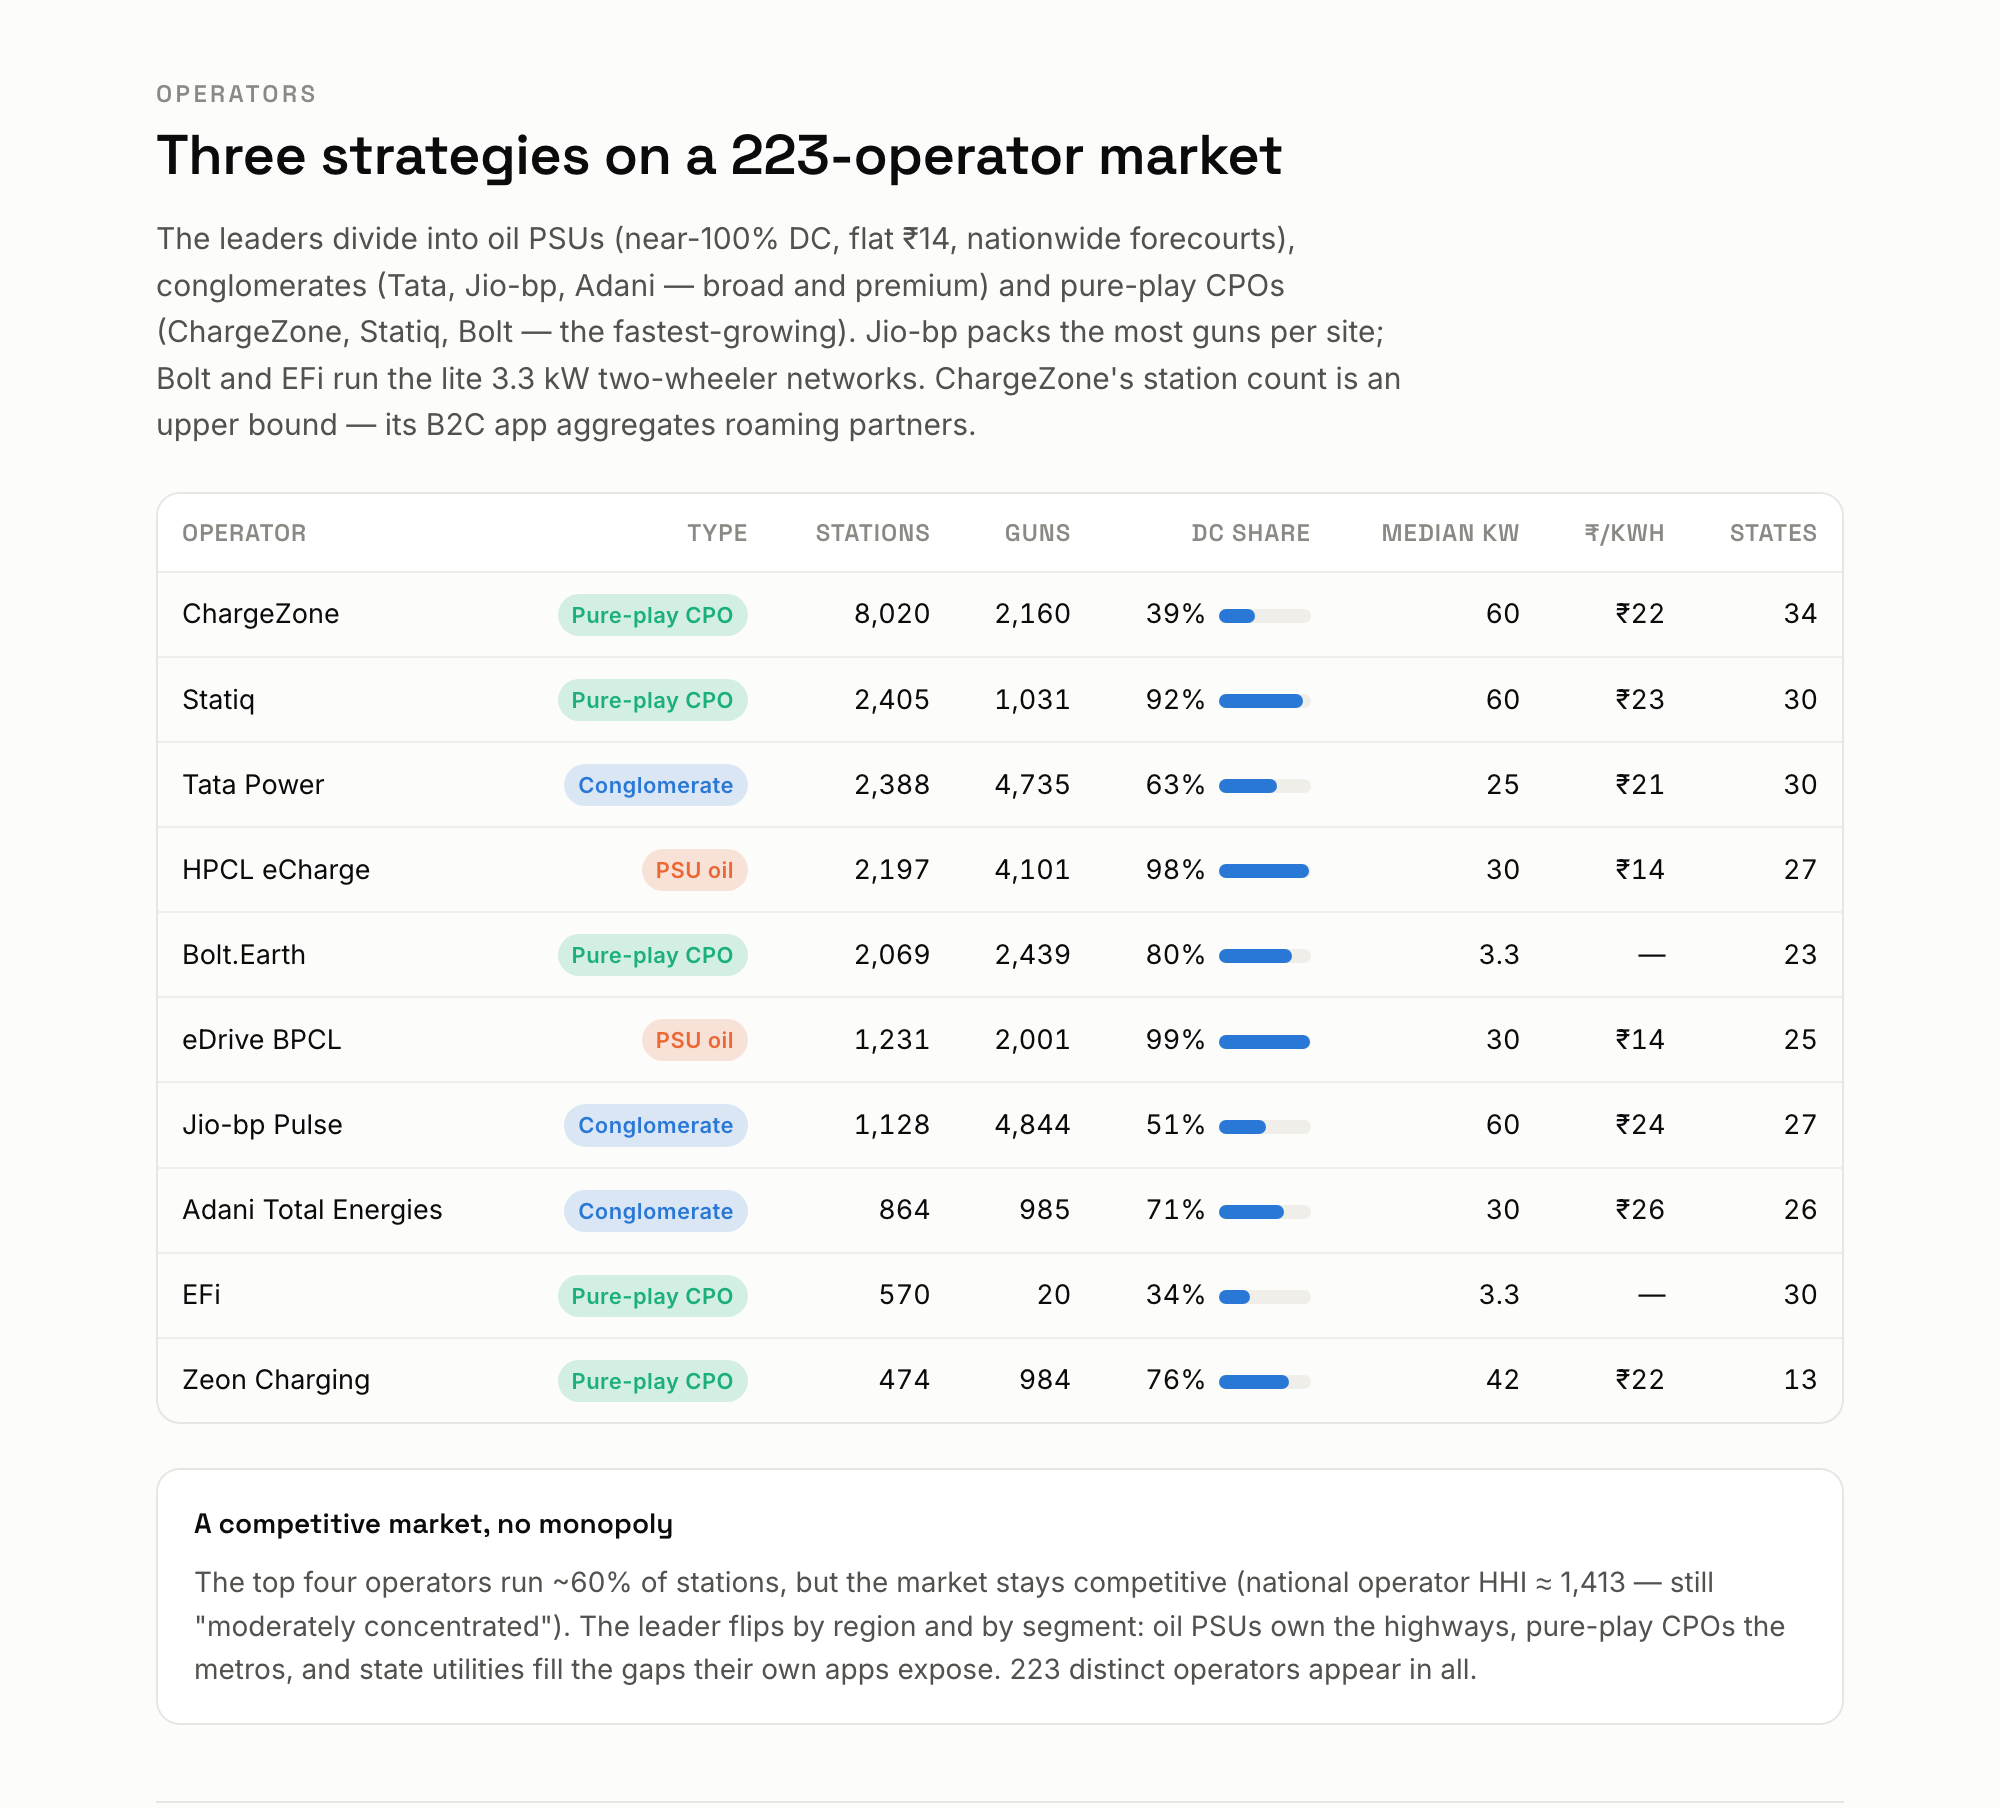 OPERATORS
Three strategies on a 223-operator market
The leaders divide into oil PSUs (near-100% DC, flat ₹14, nationwide forecourts),
conglomerates (Tata, Jio-bp, Adani — broad and premium) and pure-play CPOs
(ChargeZone, Statiq, Bolt — the fastest-growing). Jio-bp packs the most guns per site;
Bolt and EFi run the lite 3.3 kW two-wheeler networks. ChargeZone's station count is an
upper bound — its B2C app aggregates roaming partners.
OPERATOR TYPE STATIONS GUNS DC SHARE MEDIAN KW ₹/KWH STATES
ChargeZone Pure-play CPO 8,020 2,160 39% 60 ₹22 34
Statiq Pure-play CPO 2,405 1,031 92% 60 ₹23 30
Tata Power Conglomerate 2,388 4,735 63% 25 ₹21 30
HPCL eCharge PSU oil 2,197 4,101 98% 30 ₹14 27
Bolt.Earth Pure-play CPO 2,069 2,439 80% 3.3 — 23
eDrive BPCL PSU oil 1,231 2,001 99% 30 ₹14 25
Jio-bp Pulse Conglomerate 1,128 4,844 51% 60 ₹24 27
Adani Total Energies Conglomerate 864 985 71% 30 ₹26 26
EFi Pure-play CPO 570 20 34% 3.3 — 30
Zeon Charging Pure-play CPO 474 984 76% 42 ₹22 13
A competitive market, no monopoly
The top four operators run ~60% of stations, but the market stays competitive (national operator HHI ≈ 1,413 — still
"moderately concentrated"). The leader flips by region and by segment: oil PSUs own the highways, pure-play CPOs the
metros, and state utilities fill the gaps their own apps expose. 223 distinct operators appear in all.